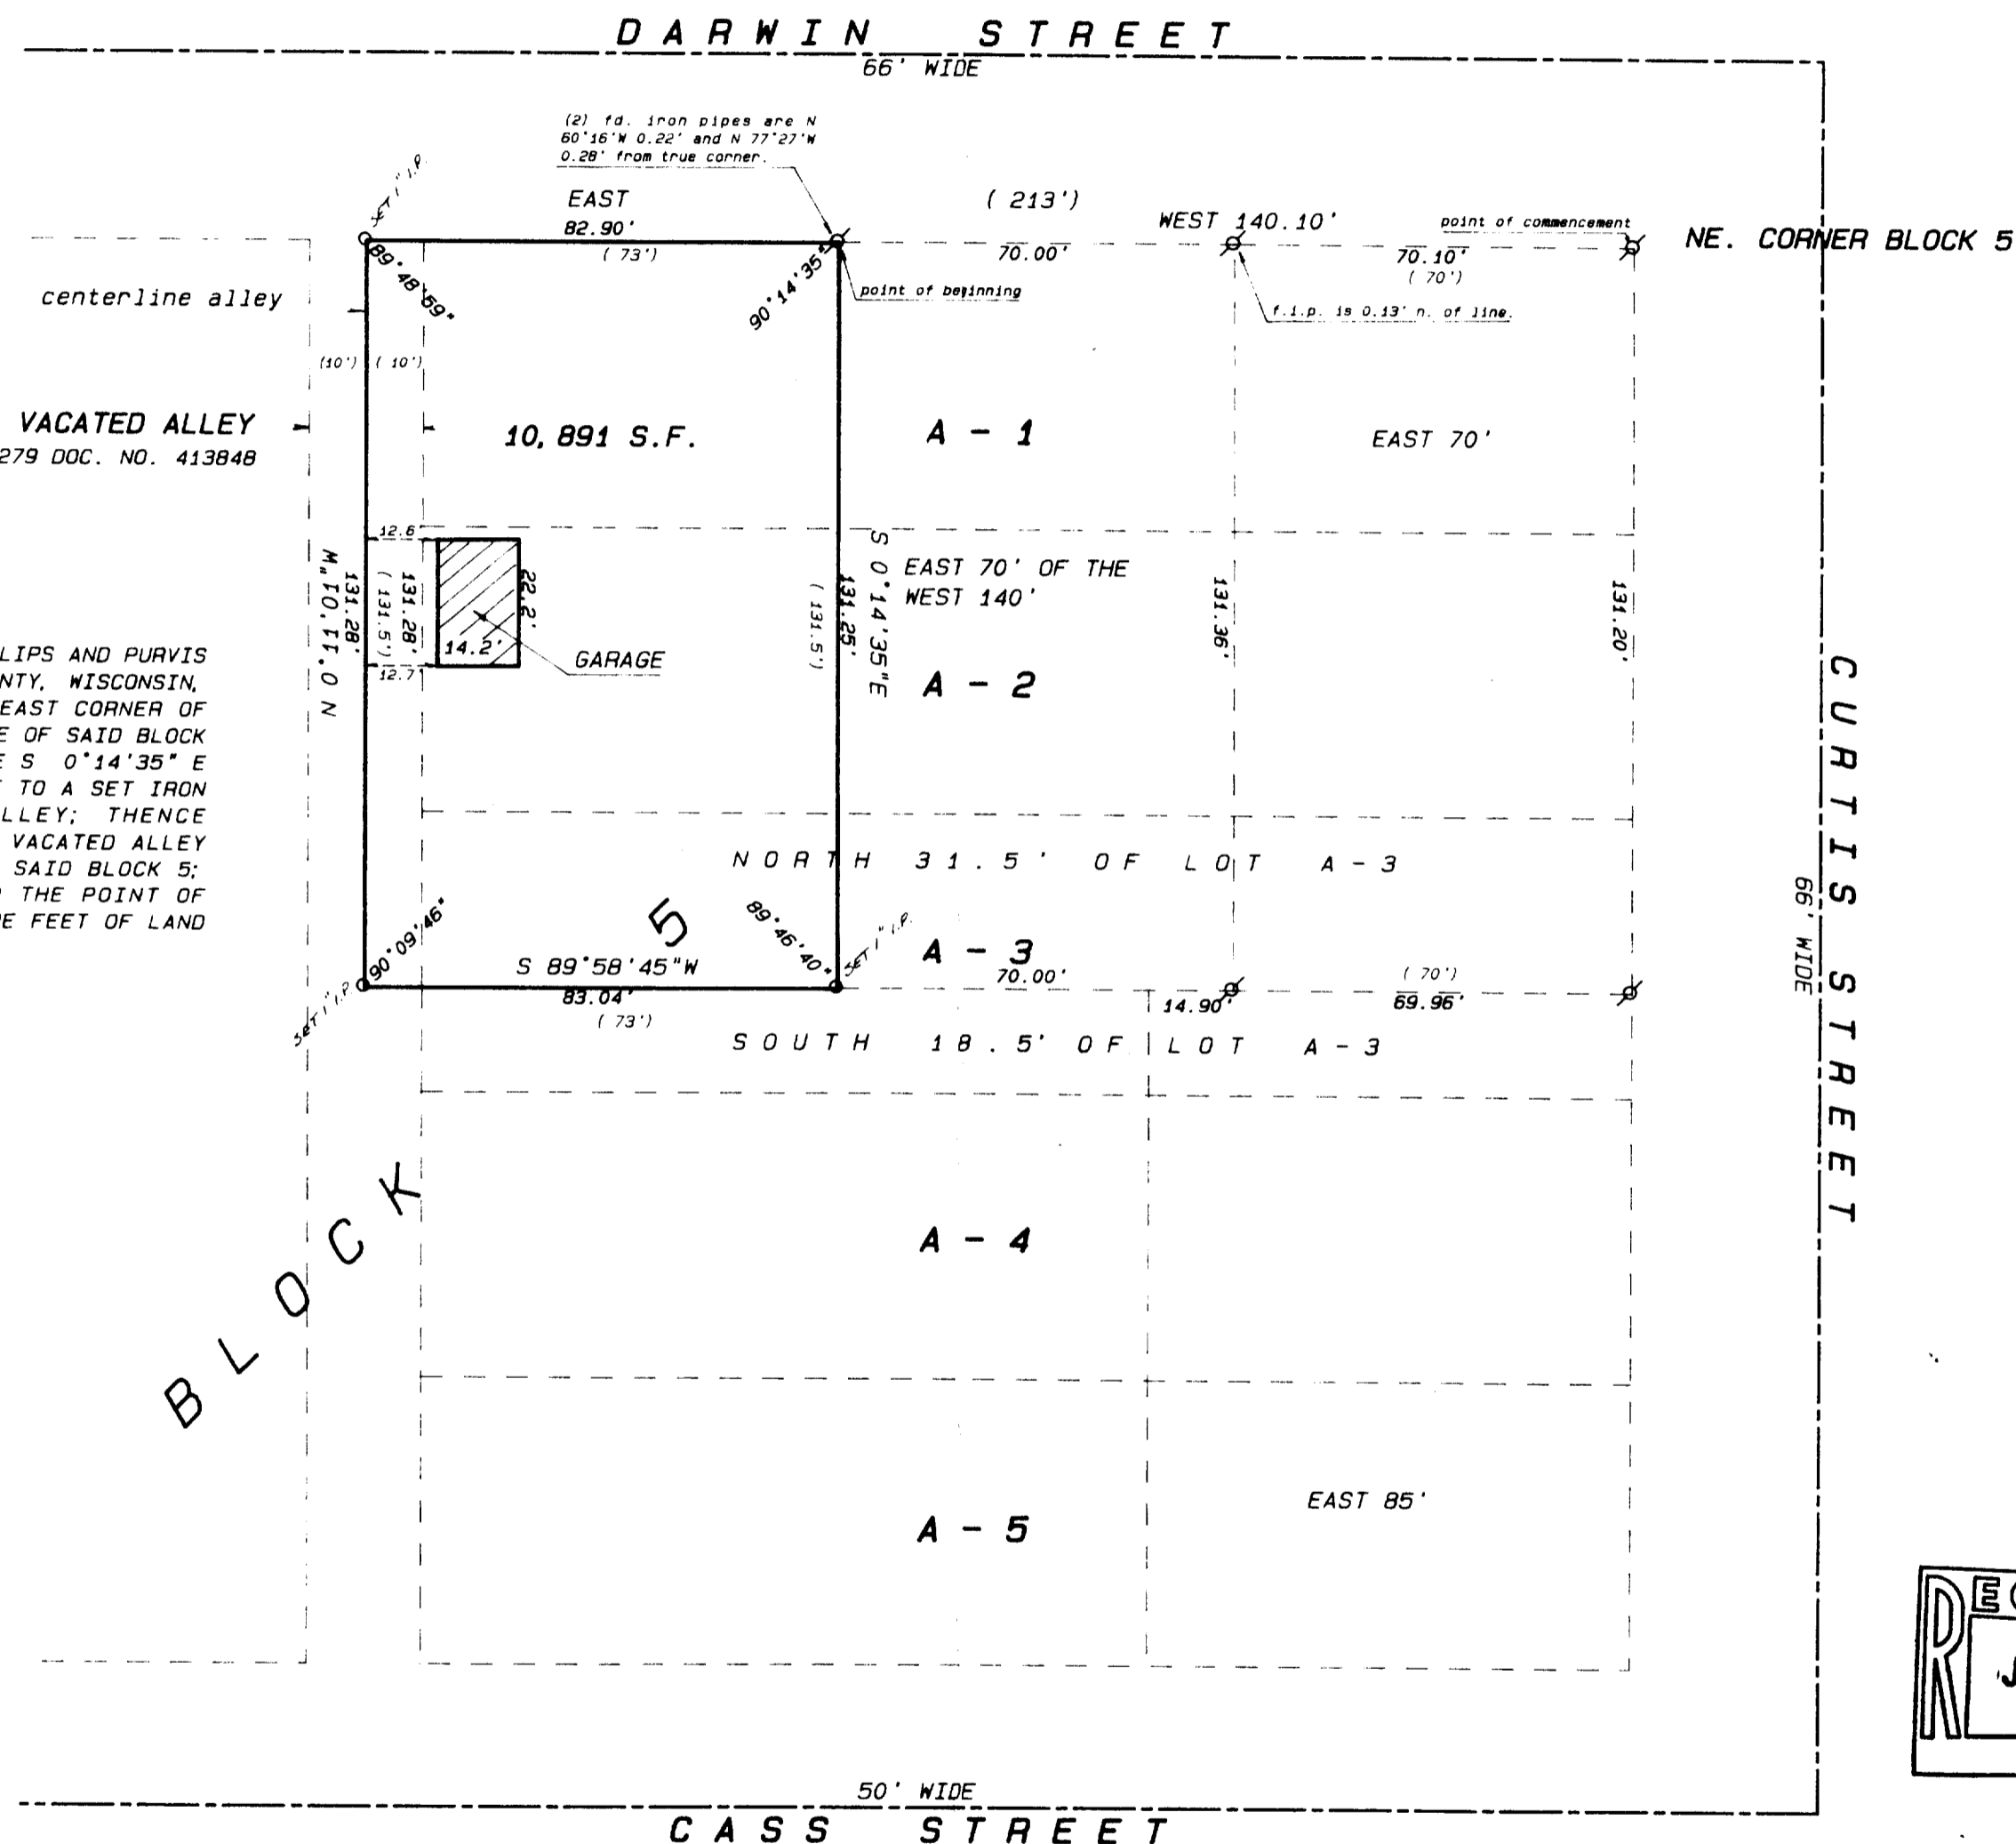 DARWIN STREET
66' WIDE
(2) fd. iron pipes are N
60°16'W 0.22' and N 77°27'W
0.28' from true corner.
SET 1" I.P.
EAST
82.90'
(73')
(213')
WEST 140.10'
point of commencement
NE. CORNER BLOCK 5
70.00'
70.10'
(70')
89°48'59"
90°14'35"
point of beginning
f.i.p. is 0.13' n. of line.
centerline alley
(10') (10')
VACATED ALLEY
279 DOC. NO. 413848
10,891 S.F.
A - 1
EAST 70'
12.6
N 0°11'01"W
131.28'
(131.5')
131.28'
22.2'
14.2'
12.7
GARAGE
(131.5')
131.25'
S 0°14'35"E
EAST 70' OF THE
WEST 140'
131.36'
131.20'
A - 2
LIPS AND PURVIS
NTY, WISCONSIN,
EAST CORNER OF
E OF SAID BLOCK
E S 0°14'35" E
T TO A SET IRON
LLEY; THENCE
VACATED ALLEY
SAID BLOCK 5;
THE POINT OF
E FEET OF LAND
CURTIS STREET
66' WIDE
NORTH 31.5' OF LOT A-3
90°09'46"
BLOCK 5
89°46'40"
SET 1" I.P.
A - 3
S 89°58'45"W
83.04'
(73')
SET 1" I.P.
70.00'
14.90'
(70')
69.96'
SOUTH 18.5' OF LOT A-3
A - 4
A - 5
EAST 85'
50' WIDE
CASS STREET